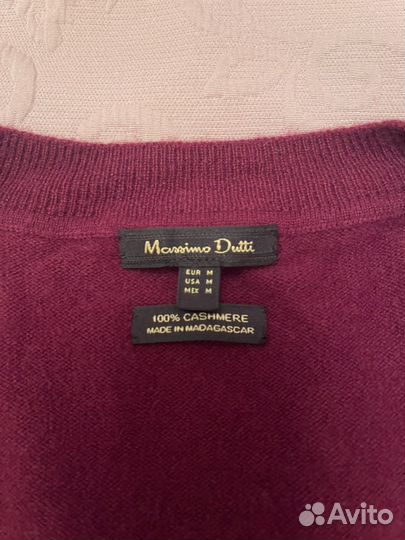 Massimo Dutti
EUR M
USA M
MEX M
100% CASHMERE
MADE IN MADAGASCAR
Avito